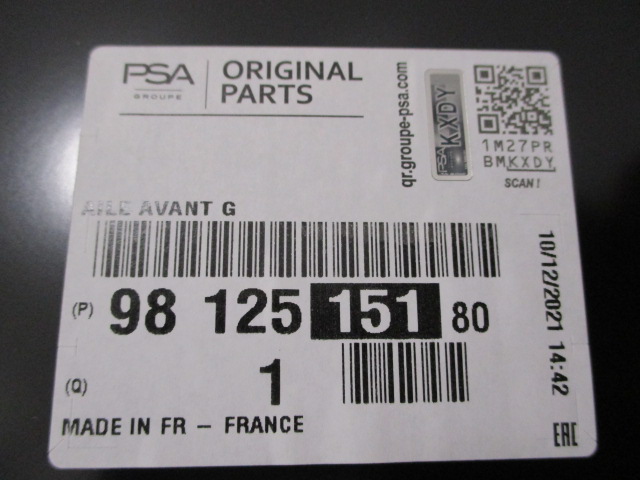 PSA
GROUPE
ORIGINAL
PARTS
qr.groupe-psa.com
PSA KXDY
1M27PR
BMKXDY
SCAN!
AILE AVANT G
(P) 98 125 151 80
(Q) 1
10/12/2021 14:42
MADE IN FR – FRANCE
EAC